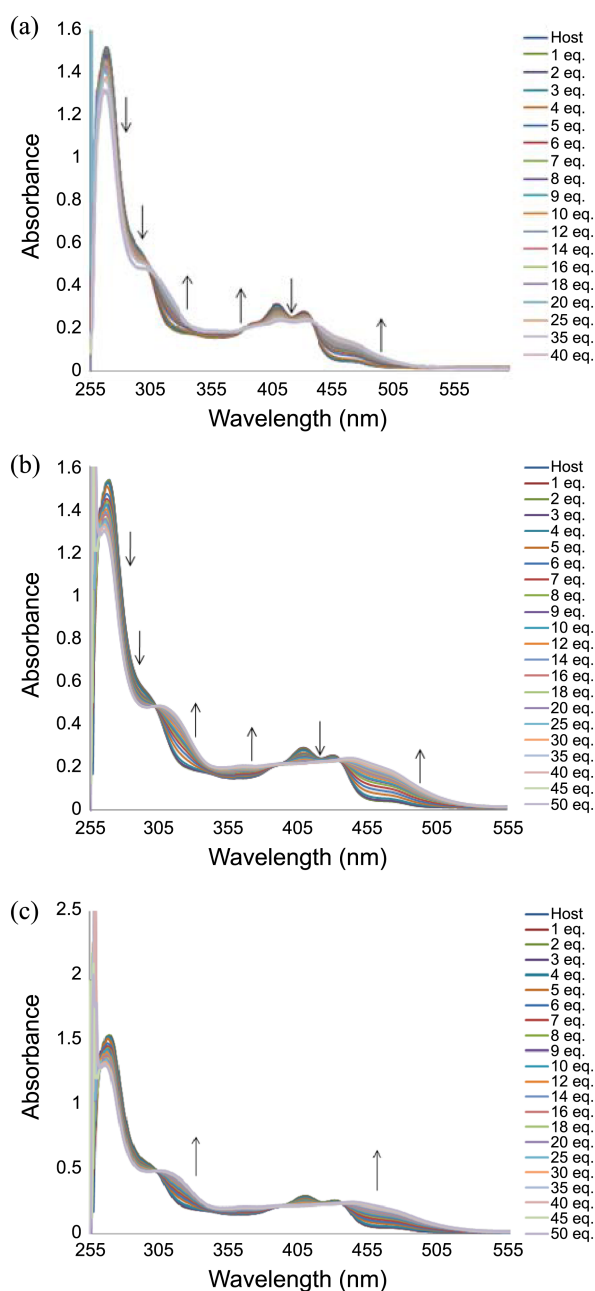 (a)
1.6
1.4
1.2
1
0.8
0.6
0.4
0.2
0
Absorbance
255 305 355 405 455 505 555
Wavelength (nm)
Host
1 eq.
2 eq.
3 eq.
4 eq.
5 eq.
6 eq.
7 eq.
8 eq.
9 eq.
10 eq.
12 eq.
14 eq.
16 eq.
18 eq.
20 eq.
25 eq.
35 eq.
40 eq.
(b)
1.6
1.4
1.2
1
0.8
0.6
0.4
0.2
0
Absorbance
255 305 355 405 455 505 555
Wavelength (nm)
Host
1 eq.
2 eq.
3 eq.
4 eq.
5 eq.
6 eq.
7 eq.
8 eq.
9 eq.
10 eq.
12 eq.
14 eq.
16 eq.
18 eq.
20 eq.
25 eq.
30 eq.
35 eq.
40 eq.
45 eq.
50 eq.
(c)
2.5
2
1.5
1
0.5
0
Absorbance
255 305 355 405 455 505 555
Wavelength (nm)
Host
1 eq.
2 eq.
3 eq.
4 eq.
5 eq.
6 eq.
7 eq.
8 eq.
9 eq.
10 eq.
12 eq.
14 eq.
16 eq.
18 eq.
20 eq.
25 eq.
30 eq.
35 eq.
40 eq.
45 eq.
50 eq.